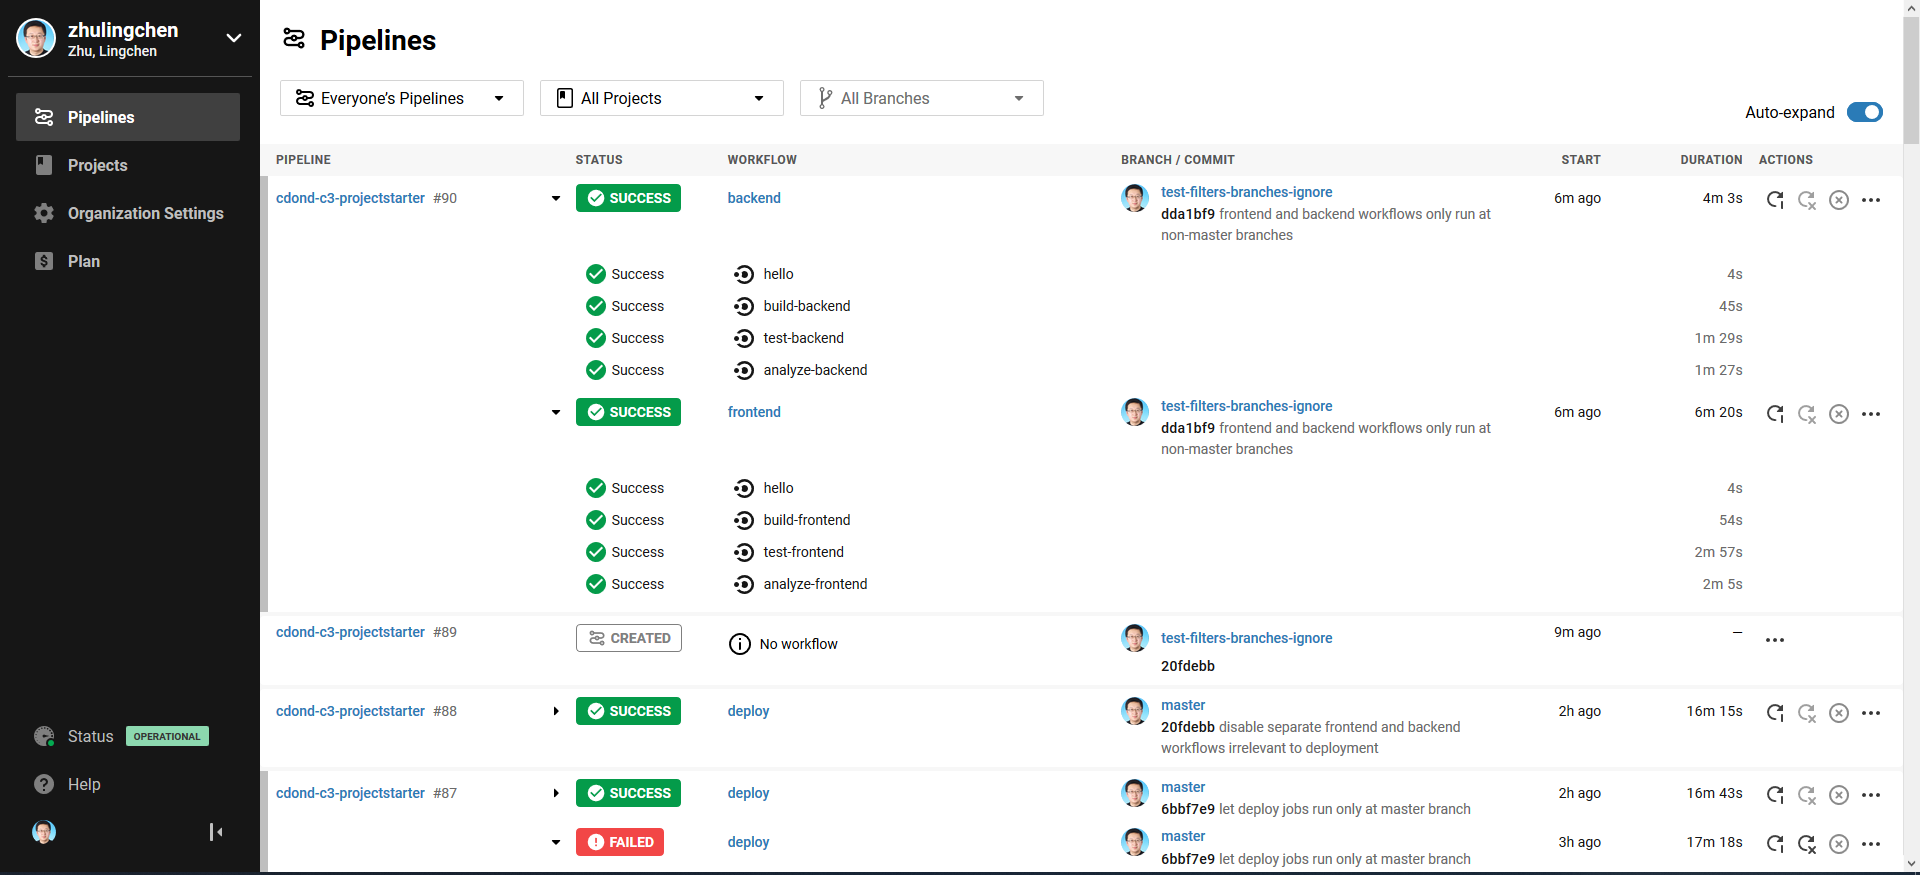 zhulingchen
Zhu, Lingchen
Pipelines
Projects
Organization Settings
Plan
Status OPERATIONAL
Help
Pipelines
Everyone’s Pipelines
All Projects
All Branches
Auto-expand
PIPELINE STATUS WORKFLOW BRANCH / COMMIT START DURATION ACTIONS
cdond-c3-projectstarter #90 SUCCESS backend test-filters-branches-ignore 6m ago 4m 3s
dda1bf9 frontend and backend workflows only run at
non-master branches
Success hello 4s
Success build-backend 45s
Success test-backend 1m 29s
Success analyze-backend 1m 27s
SUCCESS frontend test-filters-branches-ignore 6m ago 6m 20s
dda1bf9 frontend and backend workflows only run at
non-master branches
Success hello 4s
Success build-frontend 54s
Success test-frontend 2m 57s
Success analyze-frontend 2m 5s
cdond-c3-projectstarter #89 CREATED No workflow test-filters-branches-ignore 9m ago –
20fdebb
cdond-c3-projectstarter #88 SUCCESS deploy master 2h ago 16m 15s
20fdebb disable separate frontend and backend
workflows irrelevant to deployment
cdond-c3-projectstarter #87 SUCCESS deploy master 2h ago 16m 43s
6bbf7e9 let deploy jobs run only at master branch
FAILED deploy master 3h ago 17m 18s
6bbf7e9 let deploy jobs run only at master branch